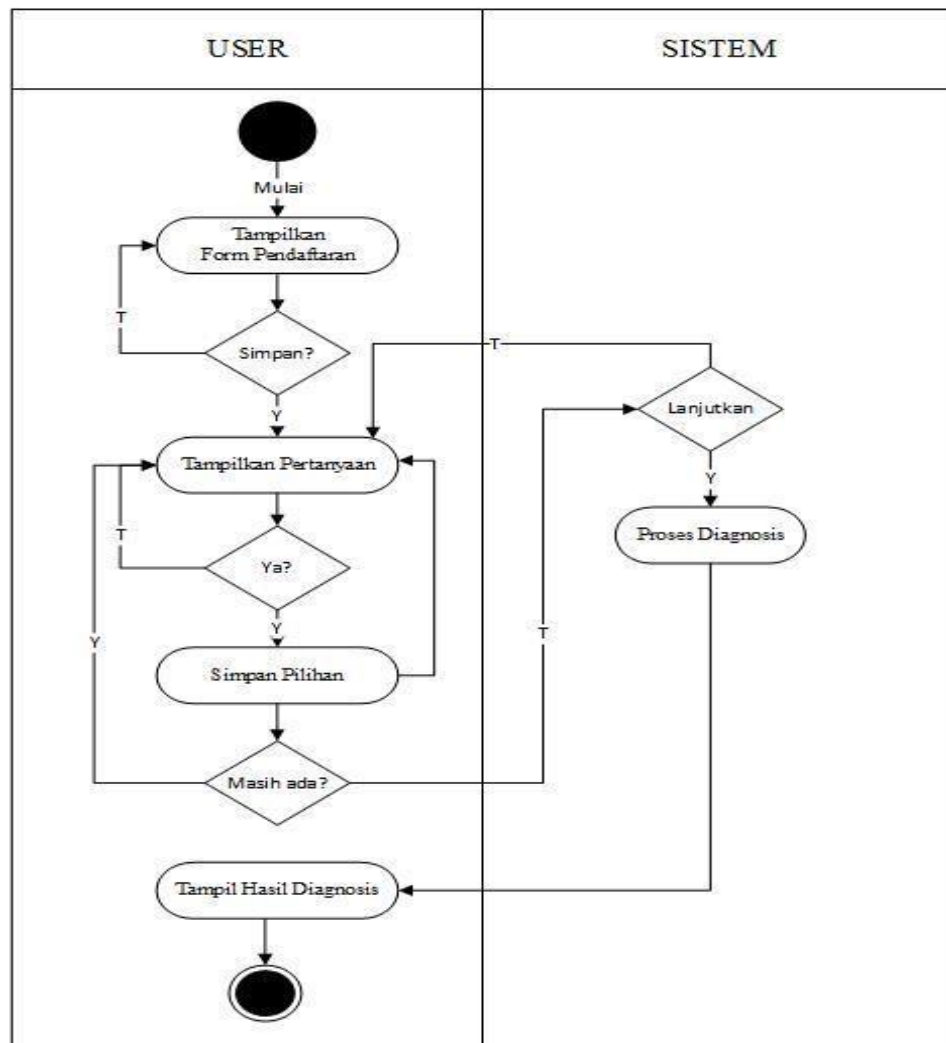 USER
SISTEM
Mulai
Tampilkan
Form Pendaftaran
T
Simpan?
T
Lanjutkan
Y
Tampilkan Pertanyaan
Y
T
Proses Diagnosis
Ya?
Y
T
Y
Simpan Pilihan
Masih ada?
Tampil Hasil Diagnosis